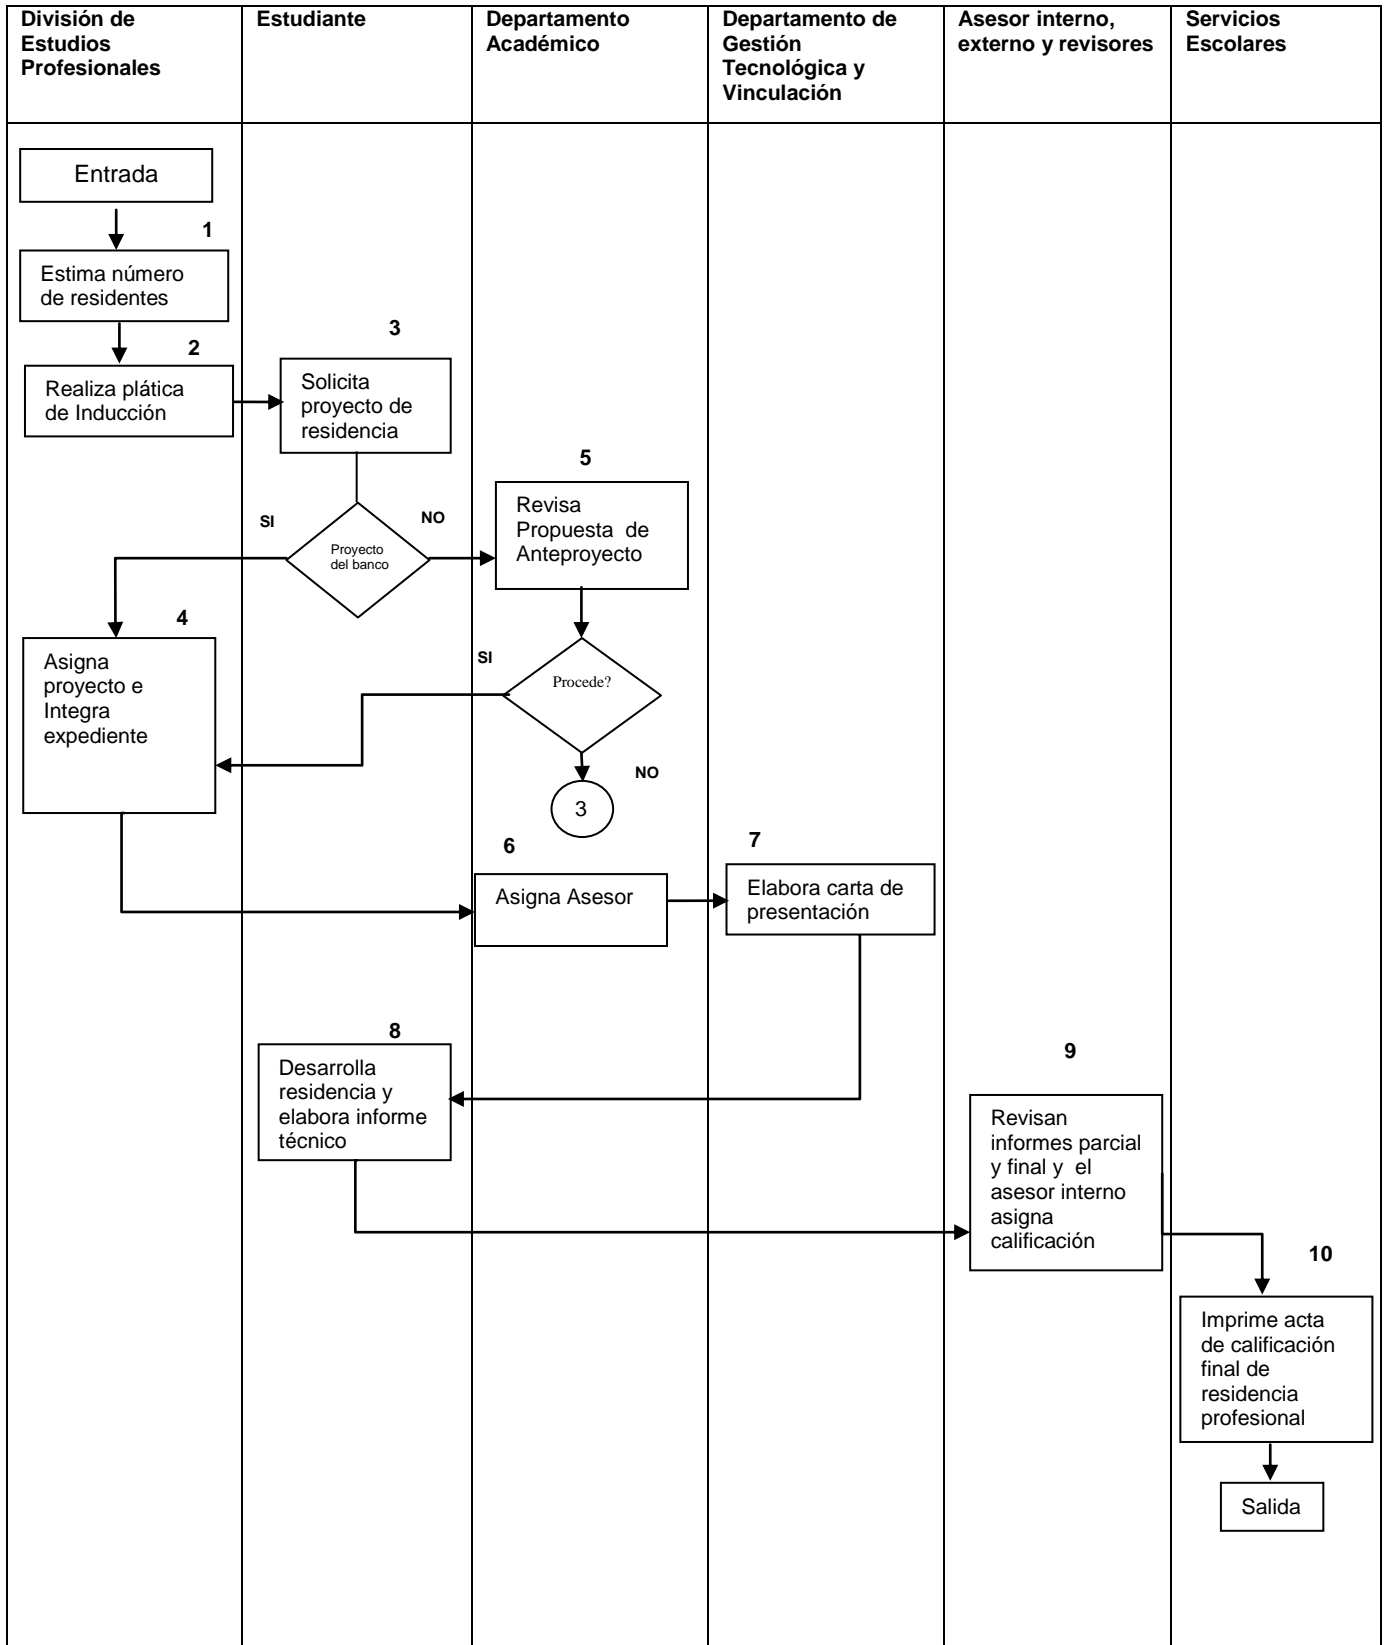 División de
Estudios
Profesionales
Estudiante
Departamento
Académico
Departamento de
Gestión
Tecnológica y
Vinculación
Asesor interno,
externo y revisores
Servicios
Escolares
Entrada
1
Estima número
de residentes
2
Realiza plática
de Inducción
3
Solicita
proyecto de
residencia
SI
NO
Proyecto
del banco
5
Revisa
Propuesta de
Anteproyecto
4
Asigna
proyecto e
Integra
expediente
SI
Procede?
NO
3
6
Asigna Asesor
7
Elabora carta de
presentación
8
Desarrolla
residencia y
elabora informe
técnico
9
Revisan
informes parcial
y final y el
asesor interno
asigna
calificación
10
Imprime acta
de calificación
final de
residencia
profesional
Salida